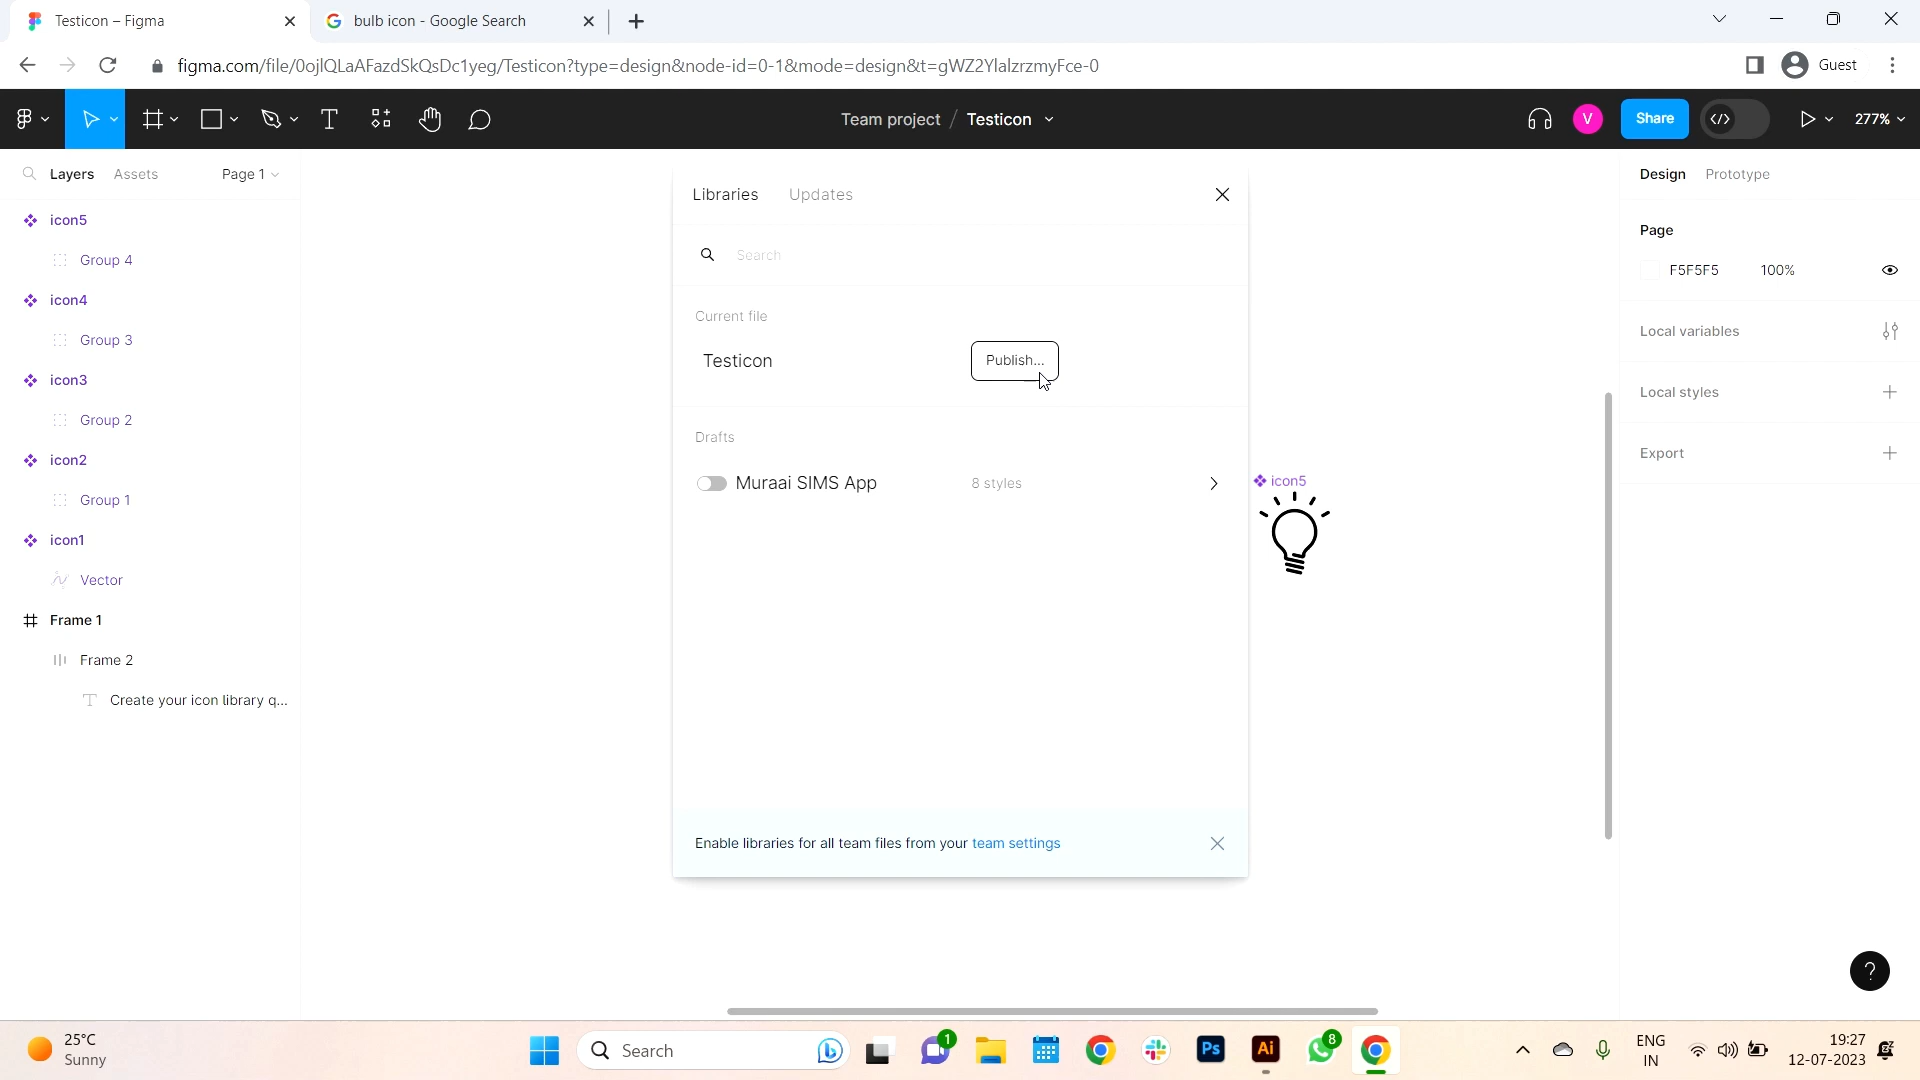 Testicon – Figma
bulb icon - Google Search
figma.com/file/0ojlQLaAFazdSkQsDc1yeg/Testicon?type=design&node-id=0-1&mode=design&t=gWZ2YlalzrzmyFce-0
Guest
Team project / Testicon
V
Share
277%
Layers
Assets
Page 1
icon5
Group 4
icon4
Group 3
icon3
Group 2
icon2
Group 1
icon1
Vector
Frame 1
Frame 2
Create your icon library q...
Libraries
Updates
Search
Current file
Testicon
Publish...
Drafts
Muraai SIMS App
8 styles
Enable libraries for all team files from your team settings
icon5
Design
Prototype
Page
F5F5F5
100%
Local variables
Local styles
Export
?
25°C
Sunny
Search
1
Ps
Ai
8
ENG
IN
19:27
12-07-2023